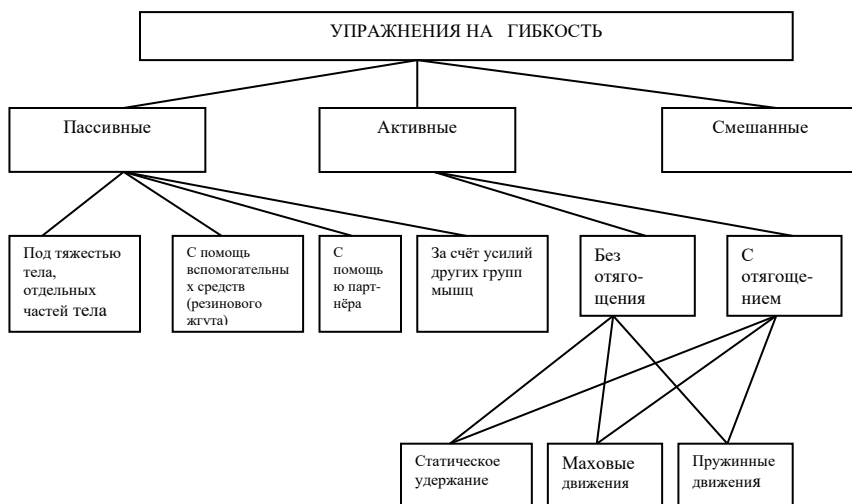 УПРАЖНЕНИЯ НА ГИБКОСТЬ
Пассивные
Активные
Смешанные
Под тяжестью
тела,
отдельных
частей тела
С помощь
вспомогательны
х средств
(резинового
жгута)
С
помощь
ю парт-
нёра
За счёт усилий
других групп
мышц
Без
отяго-
щения
С
отягоще-
нием
Статическое
удержание
Маховые
движения
Пружинные
движения